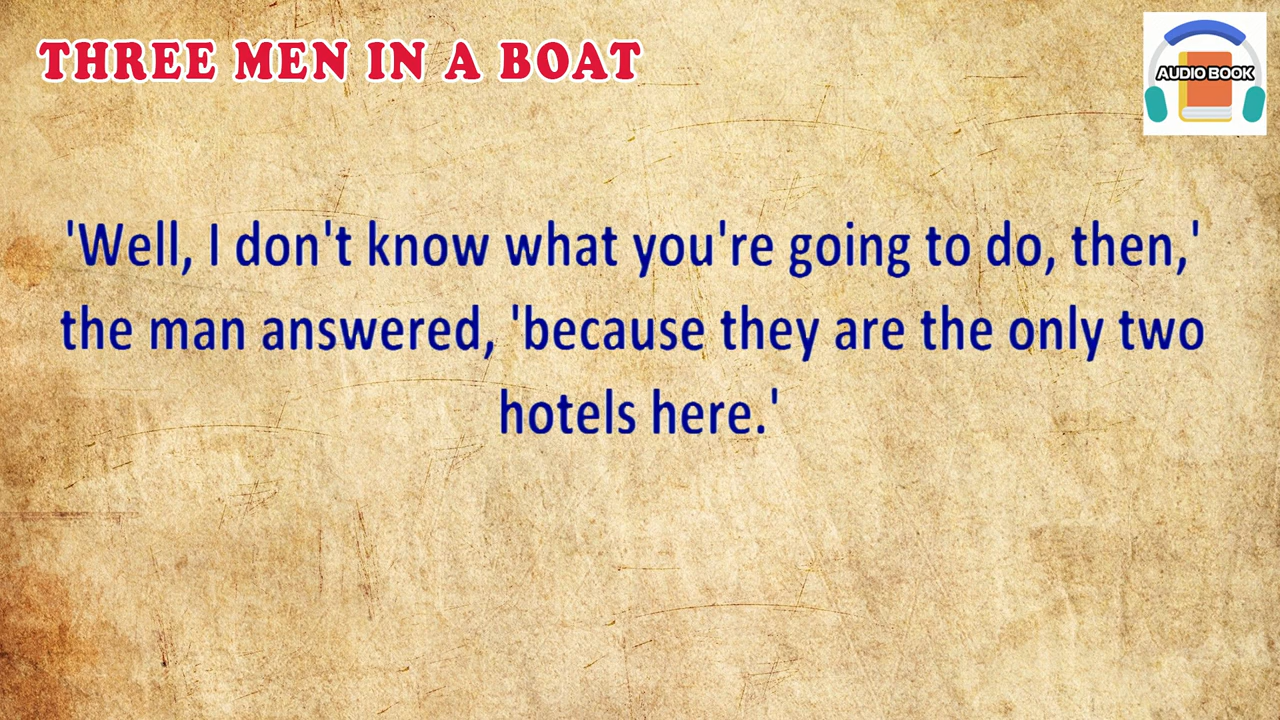 THREE MEN IN A BOAT
AUDIO BOOK
'Well, I don't know what you're going to do, then,'
the man answered, 'because they are the only two
hotels here.'